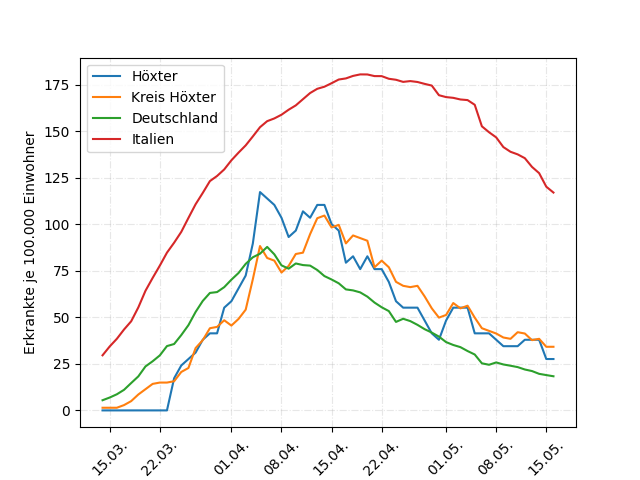 Höxter
Kreis Höxter
Deutschland
Italien
Erkrankte je 100.000 Einwohner
175
150
125
100
75
50
25
0
15.03. 22.03. 01.04. 08.04. 15.04. 22.04. 01.05. 08.05. 15.05.